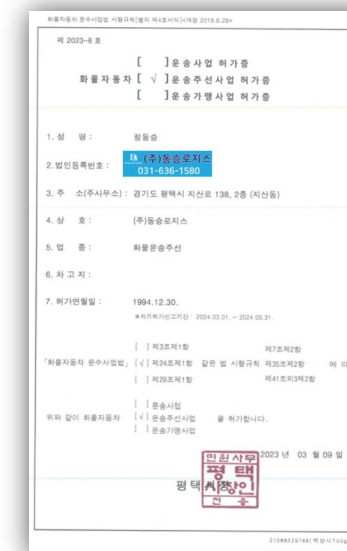 화물자동차 운수사업법 시행규칙[별지 제4호서식]<개정 2019.6.28>
제 2023-8 호
[ ]운송사업 허가증
화물자동차 [ √ ]운송주선사업 허가증
[ ]운송가맹사업 허가증
1. 성 명 : 정동승
2.법인등록번호 : (주)동승로지스
031-636-1580
3. 주 소(주사무소) : 경기도 평택시 지산로 138, 2층 (지산동)
4. 상 호 : (주)동승로지스
5. 업 종 : 화물운송주선
6. 차고지 :
7. 허가연월일 : 1994.12.30.
※허가허가신고기간 : 2024.03.01. ~ 2024.05.31.
[ ] 제3조제1항 제7조제2항
「화물자동차 운수사업법」 [√] 제24조제1항 같은 법 시행규칙 제35조제2항 에 따
[ ] 제29조제1항 제41조의3제2항
[ ] 운송사업
위와 같이 화물자동차 [√] 운송주선사업 을 허가합니다.
[ ] 운송가맹사업
2023 년 03 월 09 일
평택시장
민원사무
평택
시장인
전용